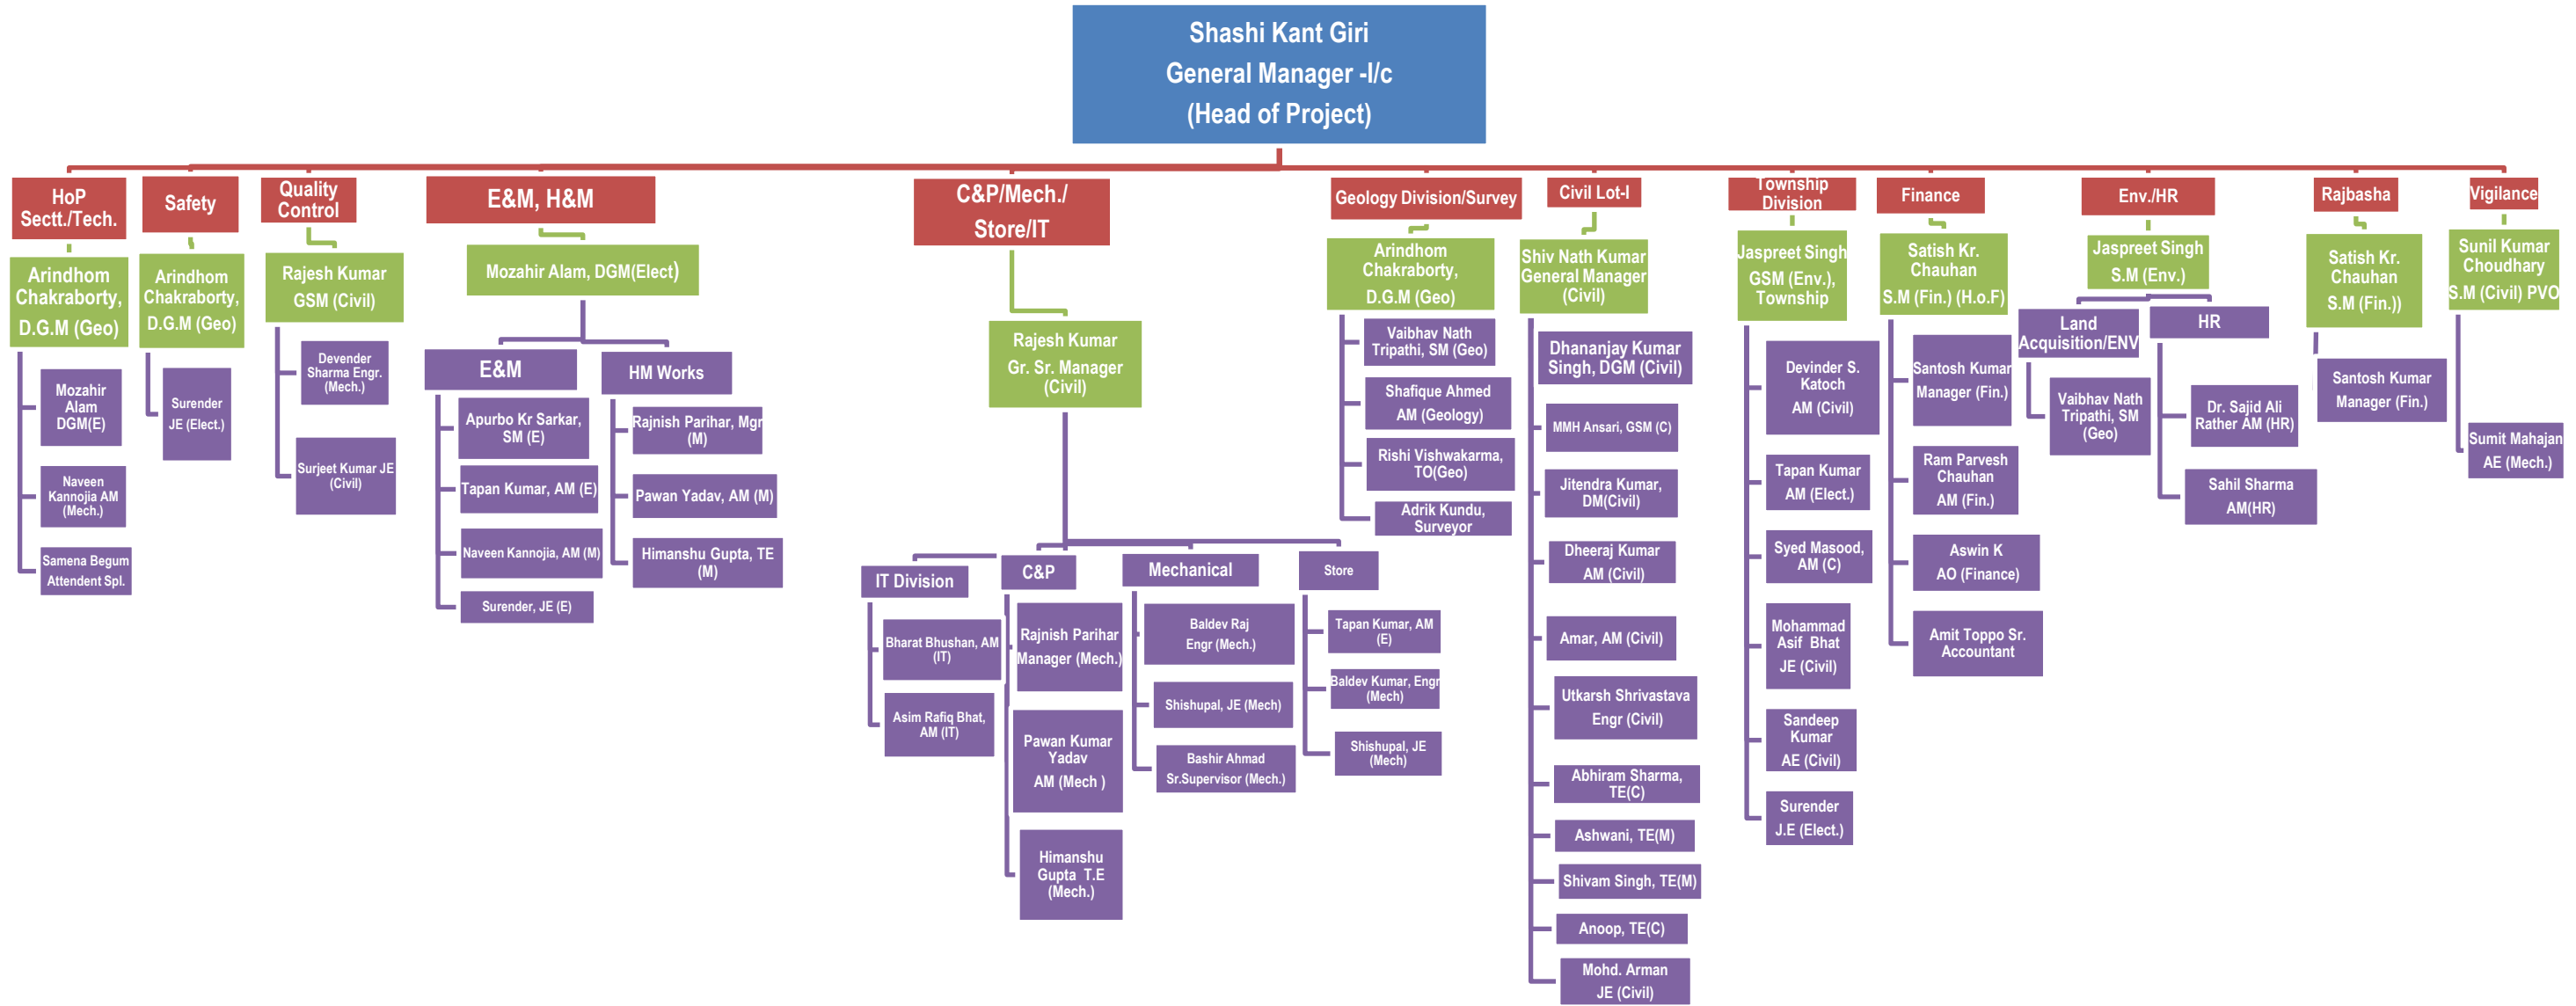 Shashi Kant Giri
General Manager -I/c
(Head of Project)
HoP
Sectt./Tech.
Arindhom
Chakraborty,
D.G.M (Geo)
Mozahir
Alam
DGM(E)
Naveen
Kannojia AM
(Mech.)
Samena Begum
Attendent Spl.
Safety
Arindhom
Chakraborty,
D.G.M (Geo)
Surender
JE (Elect.)
Quality
Control
Rajesh Kumar
GSM (Civil)
Devender
Sharma Engr.
(Mech.)
Surjeet Kumar JE
(Civil)
E&M, H&M
Mozahir Alam, DGM(Elect)
E&M
Apurbo Kr Sarkar,
SM (E)
Tapan Kumar, AM (E)
Naveen Kannojia, AM (M)
Surender, JE (E)
HM Works
Rajnish Parihar, Mgr
(M)
Pawan Yadav, AM (M)
Himanshu Gupta, TE
(M)
C&P/Mech./
Store/IT
Rajesh Kumar
Gr. Sr. Manager
(Civil)
IT Division
Bharat Bhushan, AM
(IT)
Asim Rafiq Bhat,
AM (IT)
C&P
Rajnish Parihar
Manager (Mech.)
Pawan Kumar
Yadav
AM (Mech )
Himanshu
Gupta T.E
(Mech.)
Mechanical
Baldev Raj
Engr (Mech.)
Shishupal, JE (Mech)
Bashir Ahmad
Sr.Supervisor (Mech.)
Store
Tapan Kumar, AM
(E)
Baldev Kumar, Engr
(Mech)
Shishupal, JE
(Mech)
Geology Division/Survey
Arindhom
Chakraborty,
D.G.M (Geo)
Vaibhav Nath
Tripathi, SM (Geo)
Shafique Ahmed
AM (Geology)
Rishi Vishwakarma,
TO(Geo)
Adrik Kundu,
Surveyor
Civil Lot-I
Shiv Nath Kumar
General Manager
(Civil)
Dhananjay Kumar
Singh, DGM (Civil)
MMH Ansari, GSM (C)
Jitendra Kumar,
DM(Civil)
Dheeraj Kumar
AM (Civil)
Amar, AM (Civil)
Utkarsh Shrivastava
Engr (Civil)
Abhiram Sharma,
TE(C)
Ashwani, TE(M)
Shivam Singh, TE(M)
Anoop, TE(C)
Mohd. Arman
JE (Civil)
Township
Division
Jaspreet Singh
GSM (Env.),
Township
Devinder S.
Katoch
AM (Civil)
Tapan Kumar
AM (Elect.)
Syed Masood,
AM (C)
Mohammad
Asif Bhat
JE (Civil)
Sandeep
Kumar
AE (Civil)
Surender
J.E (Elect.)
Finance
Satish Kr.
Chauhan
S.M (Fin.) (H.o.F)
Santosh Kumar
Manager (Fin.)
Ram Parvesh
Chauhan
AM (Fin.)
Aswin K
AO (Finance)
Amit Toppo Sr.
Accountant
Env./HR
Jaspreet Singh
S.M (Env.)
Land
Acquisition/ENV
Vaibhav Nath
Tripathi, SM
(Geo)
HR
Dr. Sajid Ali
Rather AM (HR)
Sahil Sharma
AM(HR)
Rajbasha
Satish Kr.
Chauhan
S.M (Fin.))
Santosh Kumar
Manager (Fin.)
Vigilance
Sunil Kumar
Choudhary
S.M (Civil) PVO
Sumit Mahajan
AE (Mech.)